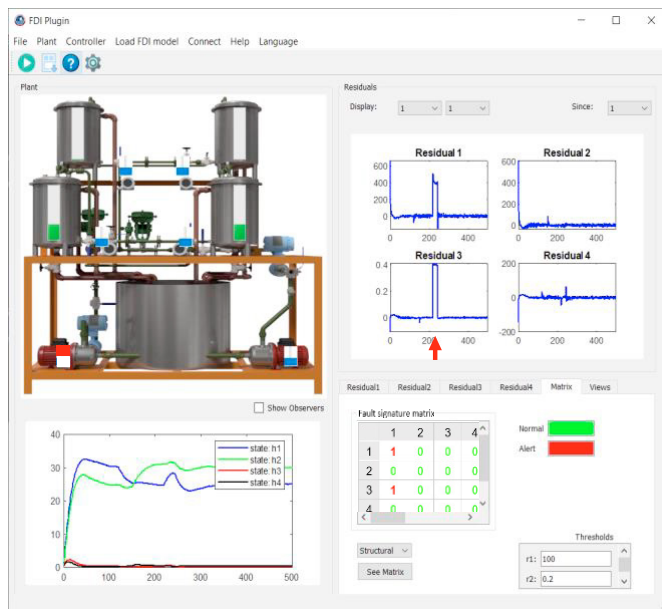 FDI Plugin
File Plant Controller Load FDI model Connect Help Language
Plant
Show Observers
40
30
20
10
0
0 100 200 300 400 500
state: h1
state: h2
state: h3
state: h4
Residuals
Display: 1 1 Since: 1
Residual 1
600
400
200
0
0 200 400
Residual 2
600
400
200
0
0 200 400
Residual 3
0.4
0.2
0
0 200 400
Residual 4
200
0
-200
0 200 400
Residual1 Residual2 Residual3 Residual4 Matrix Views
Fault signature matrix
1 2 3 4
1 1 0 0 0
2 0 0 0 0
3 1 0 0 0
4 0 0 0 0
Normal
Alert
Structural
See Matrix
Thresholds
r1: 100
r2: 0.2